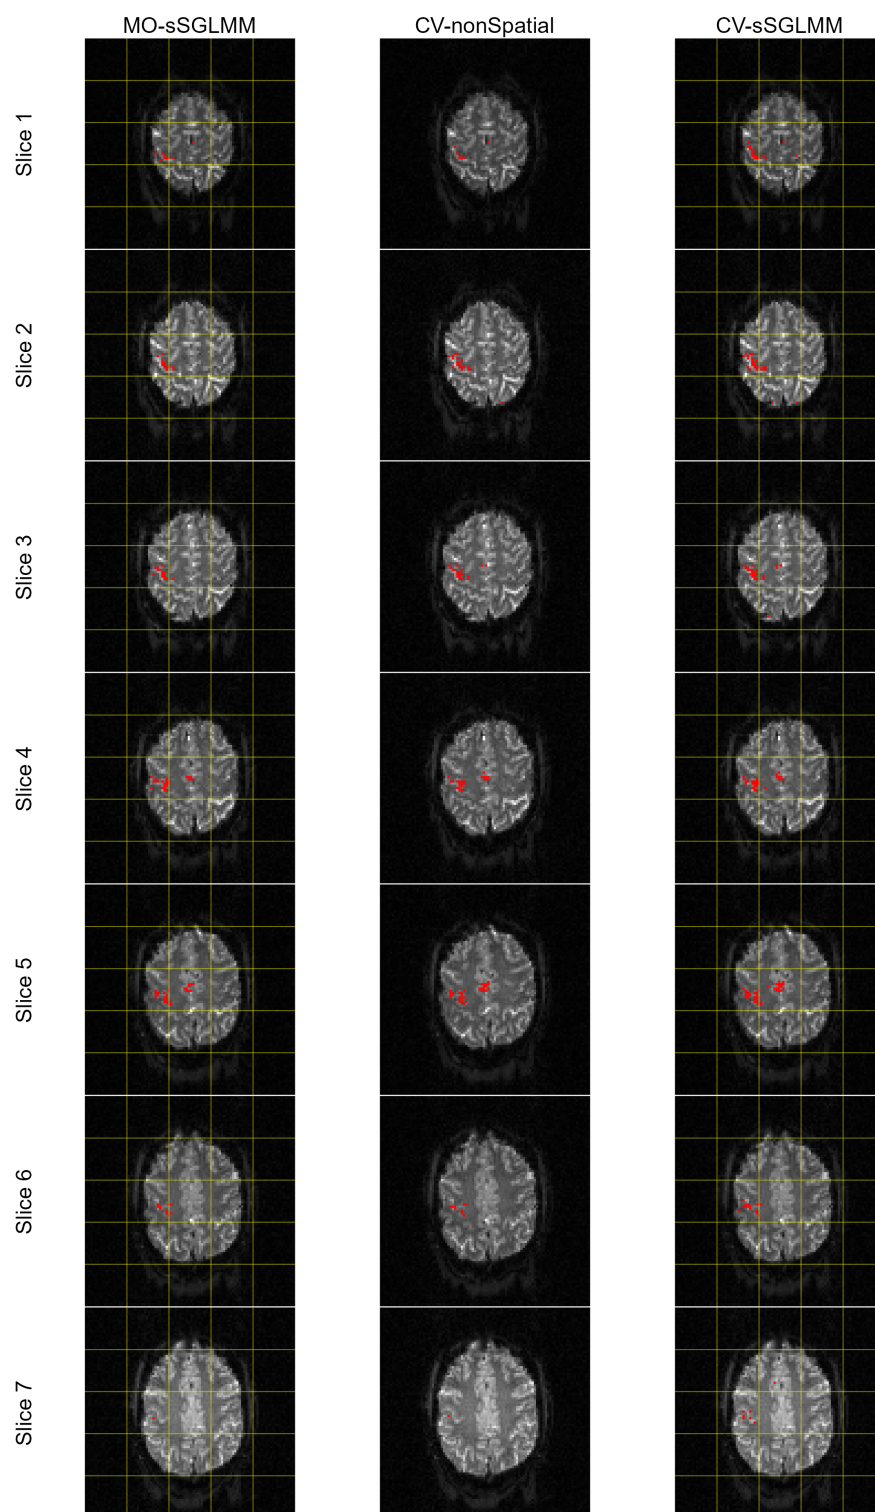 MO-sSGLMM CV-nonSpatial CV-sSGLMM
Slice 1
Slice 2
Slice 3
Slice 4
Slice 5
Slice 6
Slice 7